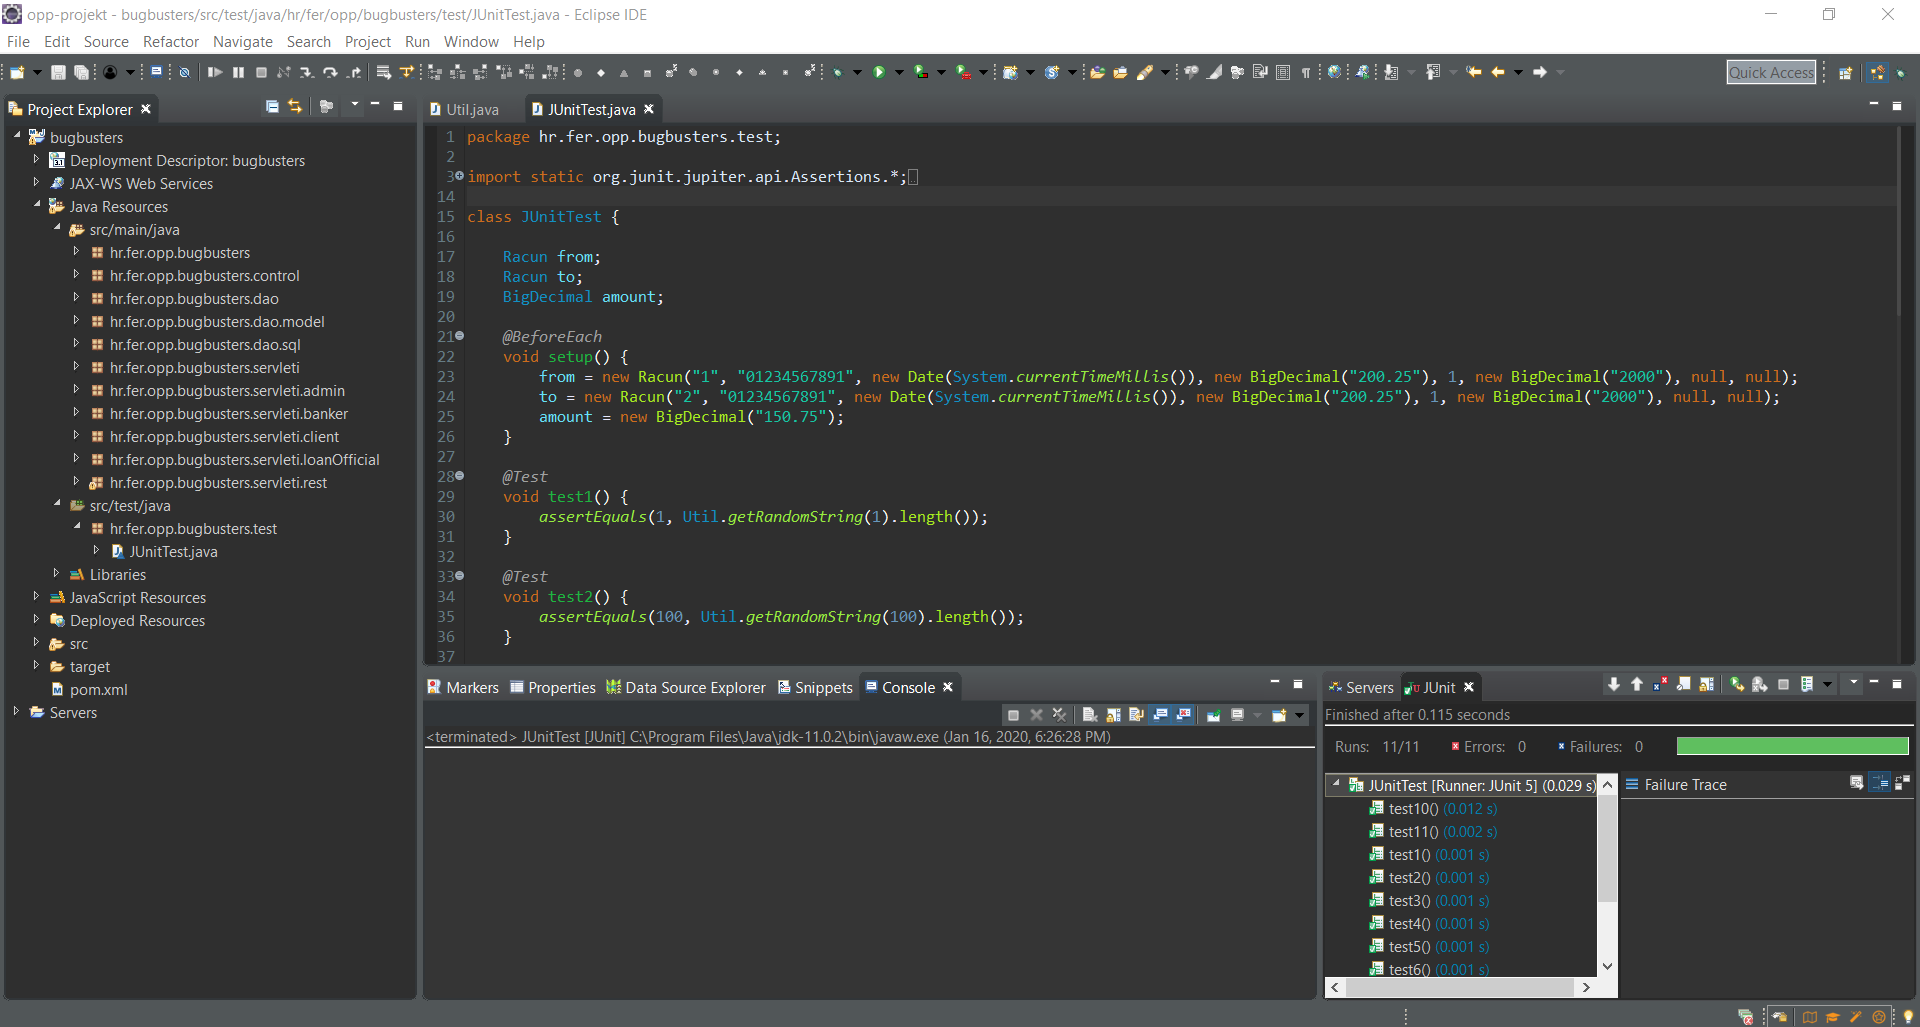 opp-projekt - bugbusters/src/test/java/hr/fer/opp/bugbusters/test/JUnitTest.java - Eclipse IDE
File Edit Source Refactor Navigate Search Project Run Window Help
Quick Access
Project Explorer
bugbusters
Deployment Descriptor: bugbusters
JAX-WS Web Services
Java Resources
src/main/java
hr.fer.opp.bugbusters
hr.fer.opp.bugbusters.control
hr.fer.opp.bugbusters.dao
hr.fer.opp.bugbusters.dao.model
hr.fer.opp.bugbusters.dao.sql
hr.fer.opp.bugbusters.servleti
hr.fer.opp.bugbusters.servleti.admin
hr.fer.opp.bugbusters.servleti.banker
hr.fer.opp.bugbusters.servleti.client
hr.fer.opp.bugbusters.servleti.loanOfficial
hr.fer.opp.bugbusters.servleti.rest
src/test/java
hr.fer.opp.bugbusters.test
JUnitTest.java
Libraries
JavaScript Resources
Deployed Resources
src
target
pom.xml
Servers
Util.java JUnitTest.java
1 package hr.fer.opp.bugbusters.test;
2
3 import static org.junit.jupiter.api.Assertions.*;
14
15 class JUnitTest {
16
17 Racun from;
18 Racun to;
19 BigDecimal amount;
20
21 @BeforeEach
22 void setup() {
23 from = new Racun("1", "01234567891", new Date(System.currentTimeMillis()), new BigDecimal("200.25"), 1, new BigDecimal("2000"), null, null);
24 to = new Racun("2", "01234567891", new Date(System.currentTimeMillis()), new BigDecimal("200.25"), 1, new BigDecimal("2000"), null, null);
25 amount = new BigDecimal("150.75");
26 }
27
28 @Test
29 void test1() {
30 assertEquals(1, Util.getRandomString(1).length());
31 }
32
33 @Test
34 void test2() {
35 assertEquals(100, Util.getRandomString(100).length());
36 }
37
Markers Properties Data Source Explorer Snippets Console
<terminated> JUnitTest [JUnit] C:\Program Files\Java\jdk-11.0.2\bin\javaw.exe (Jan 16, 2020, 6:26:28 PM)
Servers JUnit
Finished after 0.115 seconds
Runs: 11/11 Errors: 0 Failures: 0
JUnitTest [Runner: JUnit 5] (0.029 s)
test10() (0.012 s)
test11() (0.002 s)
test1() (0.001 s)
test2() (0.001 s)
test3() (0.001 s)
test4() (0.001 s)
test5() (0.001 s)
test6() (0.001 s)
Failure Trace